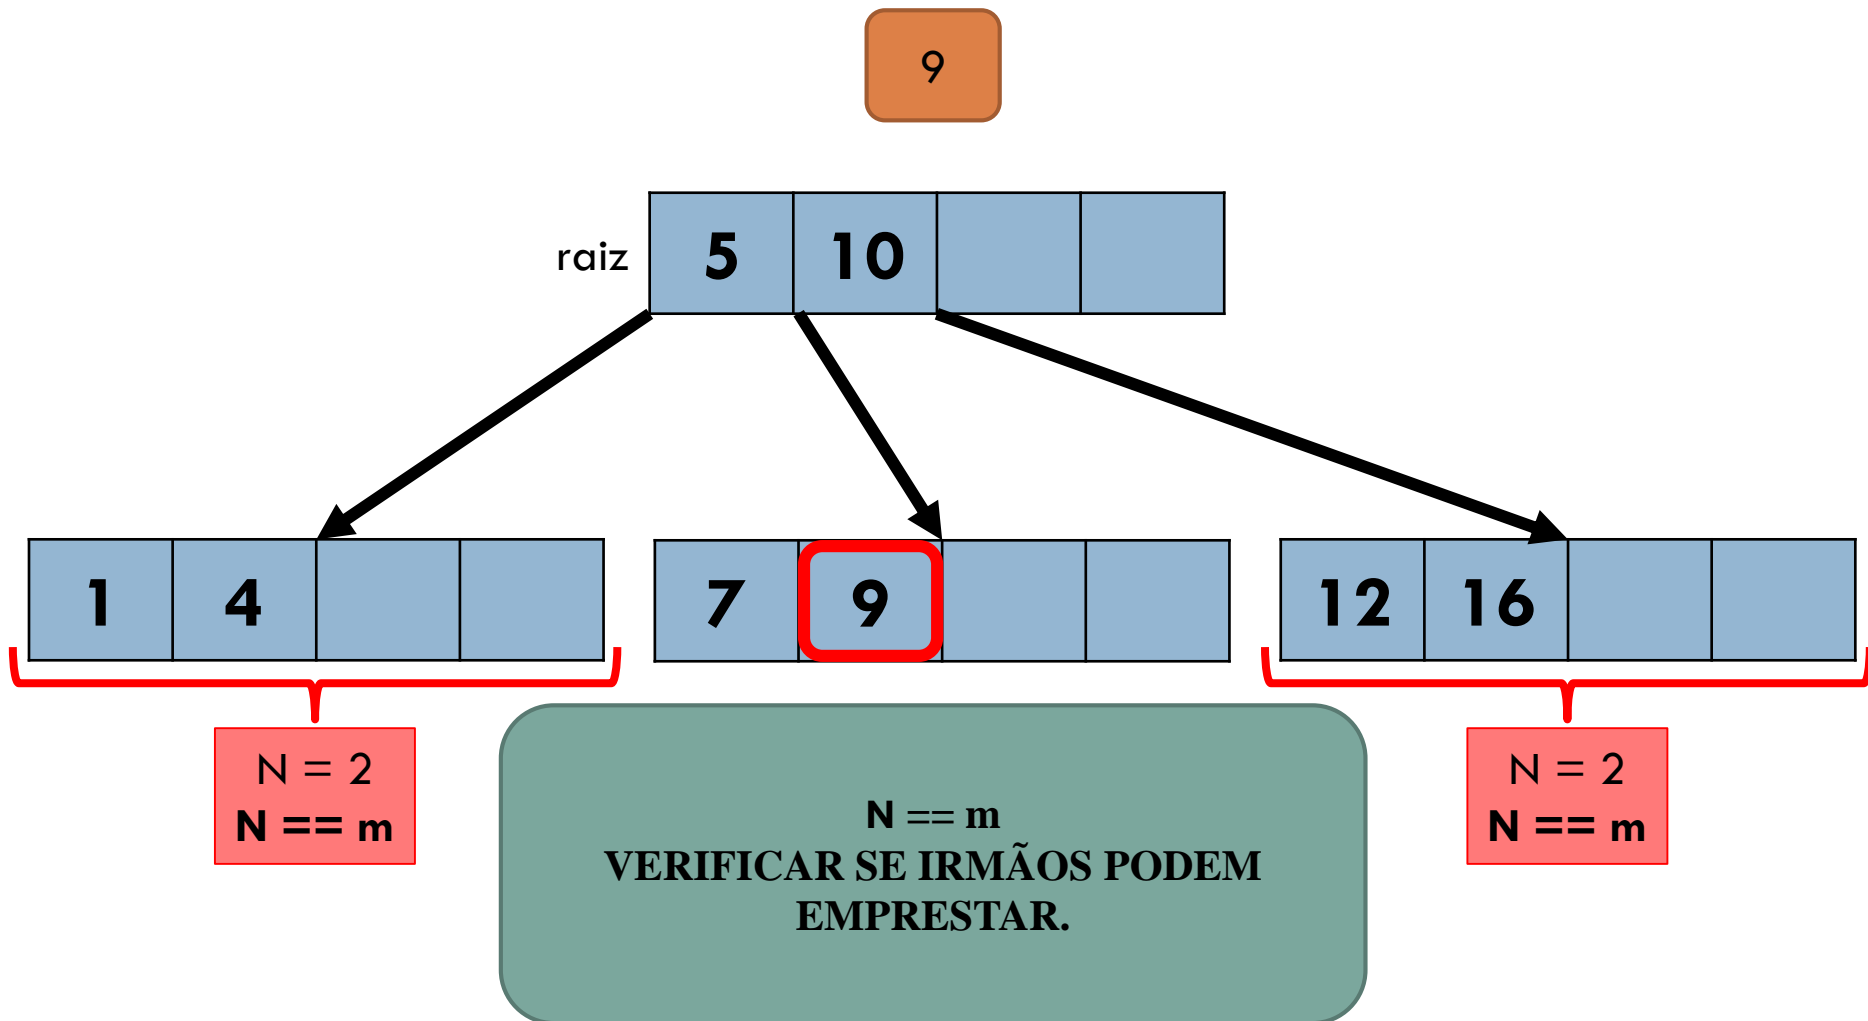 9
raiz 5 10
1 4 7 9 12 16
N = 2
N == m
N == m
VERIFICAR SE IRMÃOS PODEM
EMPRESTAR.
N = 2
N == m